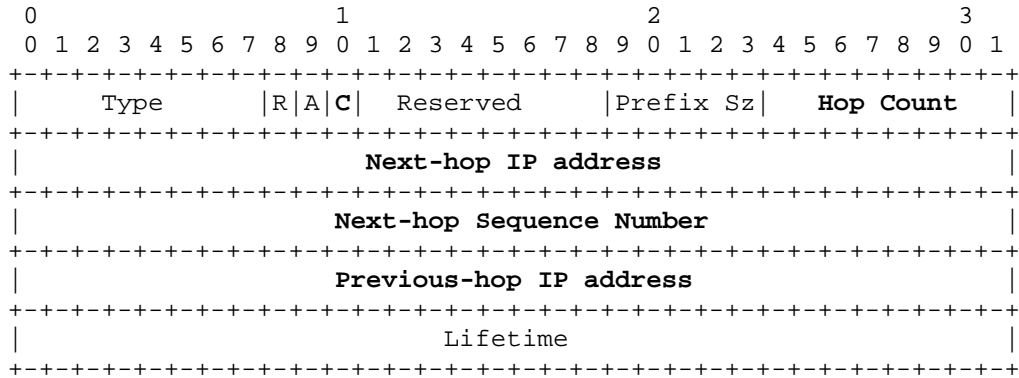 0                   1                   2                   3
0 1 2 3 4 5 6 7 8 9 0 1 2 3 4 5 6 7 8 9 0 1 2 3 4 5 6 7 8 9 0 1
+-+-+-+-+-+-+-+-+-+-+-+-+-+-+-+-+-+-+-+-+-+-+-+-+-+-+-+-+-+-+-+-+
|     Type      |R|A|C|  Reserved     |Prefix Sz|   Hop Count   |
+-+-+-+-+-+-+-+-+-+-+-+-+-+-+-+-+-+-+-+-+-+-+-+-+-+-+-+-+-+-+-+-+
|                      Next-hop IP address                      |
+-+-+-+-+-+-+-+-+-+-+-+-+-+-+-+-+-+-+-+-+-+-+-+-+-+-+-+-+-+-+-+-+
|                    Next-hop Sequence Number                   |
+-+-+-+-+-+-+-+-+-+-+-+-+-+-+-+-+-+-+-+-+-+-+-+-+-+-+-+-+-+-+-+-+
|                    Previous-hop IP address                    |
+-+-+-+-+-+-+-+-+-+-+-+-+-+-+-+-+-+-+-+-+-+-+-+-+-+-+-+-+-+-+-+-+
|                           Lifetime                            |
+-+-+-+-+-+-+-+-+-+-+-+-+-+-+-+-+-+-+-+-+-+-+-+-+-+-+-+-+-+-+-+-+